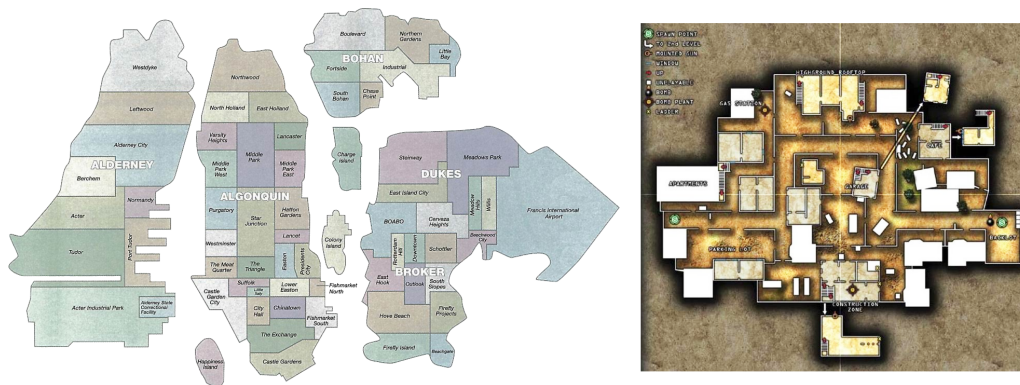 Westdyke
Leftwood
Alderney City
ALDERNEY
Berchem
Normandy
Acter
Tudor
Port Tudor
Acter Industrial Park
Alderney State
Correctional
Facility
Northwood
North Holland
East Holland
Varsity
Heights
Middle
Park
Lancaster
Middle
Park
West
Middle
Park East
ALGONQUIN
Purgatory
Star
Junction
Hatton
Gardens
Westminster
Lancet
The Meat
Quarter
The
Triangle
Easton
Presidents
City
Suffolk
Little
Italy
Lower
Easton
Fishmarket
North
Castle
Garden
City
City
Hall
Chinatown
Fishmarket
South
The Exchange
Castle Gardens
Happiness
Island
Boulevard
Northern
Gardens
BOHAN
Little
Bay
Fortside
Industrial
South
Bohan
Chase
Point
Charge
Island
Colony
Island
Steinway
Meadows Park
DUKES
East Island City
Meadow
Hills
Willis
Francis International
Airport
BOABO
Cerveza
Heights
Beechwood
City
Rotterdam
Hill
Downtown
Schottler
BROKER
East
Hook
Outlook
South
Slopes
Hove Beach
Firefly
Projects
Firefly Island
Beachgate
SPAWN POINT
TO 2nd LEVEL
MOUNTED GUN
WINDOW
UP
UNPLAYABLE
BOMB
BOMB PLANT
LADDER
HIGHGROUND ROOFTOP
GAS STATION
CAFE
APARTMENTS
GARAGE
PARKING LOT
BACKLOT
CONSTRUCTION
ZONE